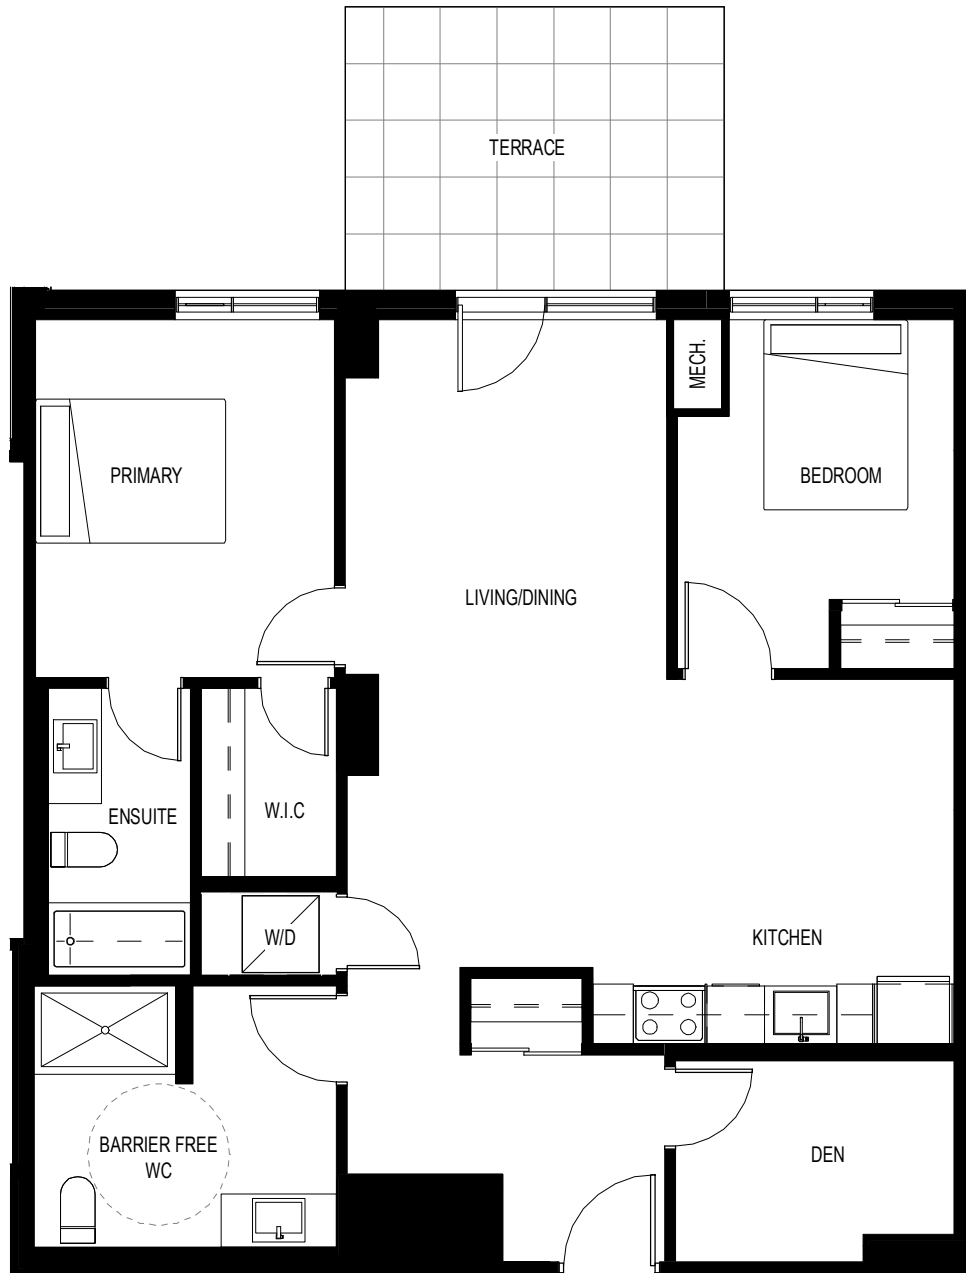 TERRACE
MECH.
PRIMARY
BEDROOM
LIVING/DINING
ENSUITE
W.I.C
W/D
KITCHEN
BARRIER FREE
WC
DEN